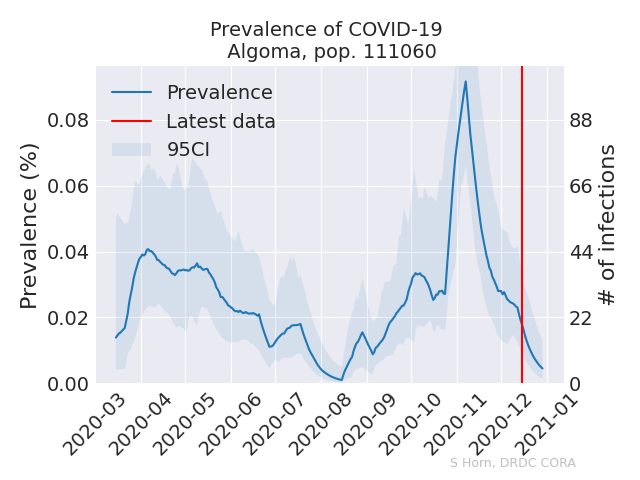 Prevalence of COVID-19
Algoma, pop. 111060
Prevalence
Latest data
95CI
Prevalence (%)
0.08
0.06
0.04
0.02
0.00
88
66
44
22
0
# of infections
2020-03
2020-04
2020-05
2020-06
2020-07
2020-08
2020-09
2020-10
2020-11
2020-12
2021-01
S Horn, DRDC CORA